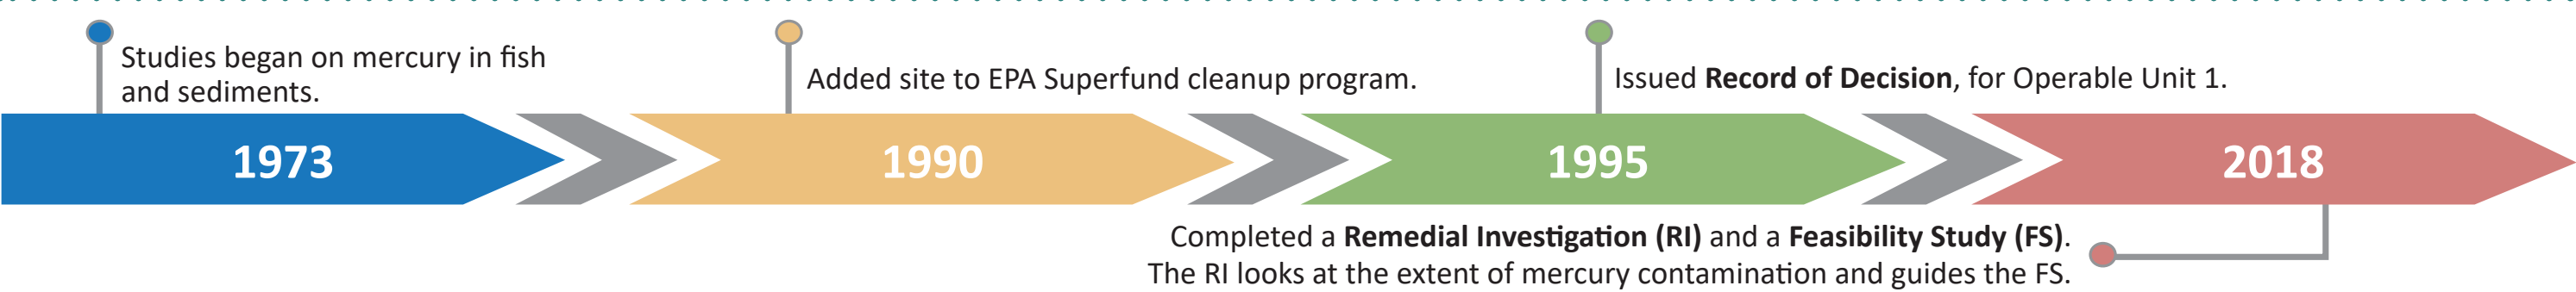 Studies began on mercury in fish
and sediments.
Added site to EPA Superfund cleanup program.
Issued Record of Decision, for Operable Unit 1.
1973
1990
1995
2018
Completed a Remedial Investigation (RI) and a Feasibility Study (FS).
The RI looks at the extent of mercury contamination and guides the FS.